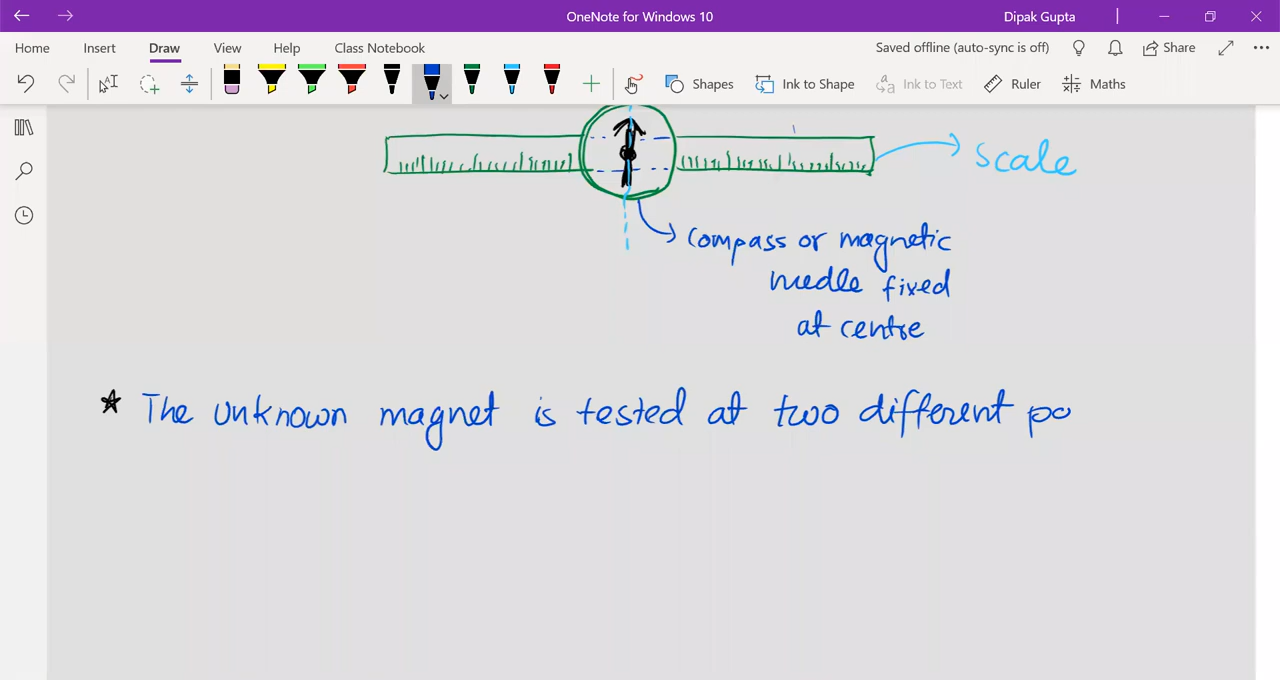 OneNote for Windows 10
Dipak Gupta
Home Insert Draw View Help Class Notebook
Saved offline (auto-sync is off) Share
Shapes Ink to Shape Ink to Text Ruler Maths
scale
Compass or magnetic
needle fixed
at centre
The unknown magnet is tested at two different po